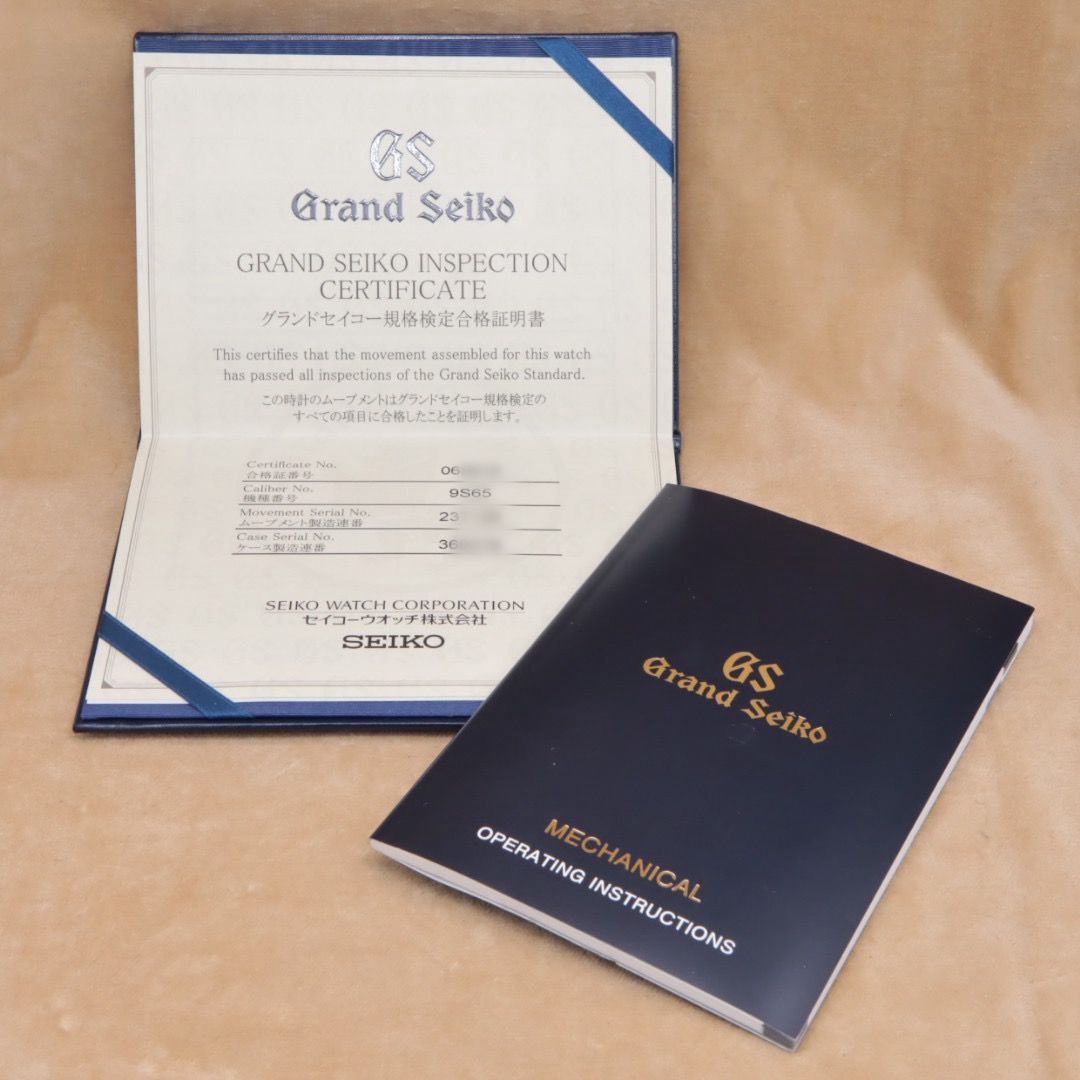 GS
Grand Seiko
GRAND SEIKO INSPECTION
CERTIFICATE
グランドセイコー規格検定合格証明書
This certifies that the movement assembled for this watch
has passed all inspections of the Grand Seiko Standard.
この時計のムーブメントはグランドセイコー規格検定の
すべての項目に合格したことを証明します。
Certificate No. 06
合格証番号
Caliber No. 9S65
機種番号
Movement Serial No. 23
ムーブメント製造連番
Case Serial No. 36
ケース製造連番
SEIKO WATCH CORPORATION
セイコーウオッチ株式会社
SEIKO
GS
Grand Seiko
MECHANICAL
OPERATING INSTRUCTIONS